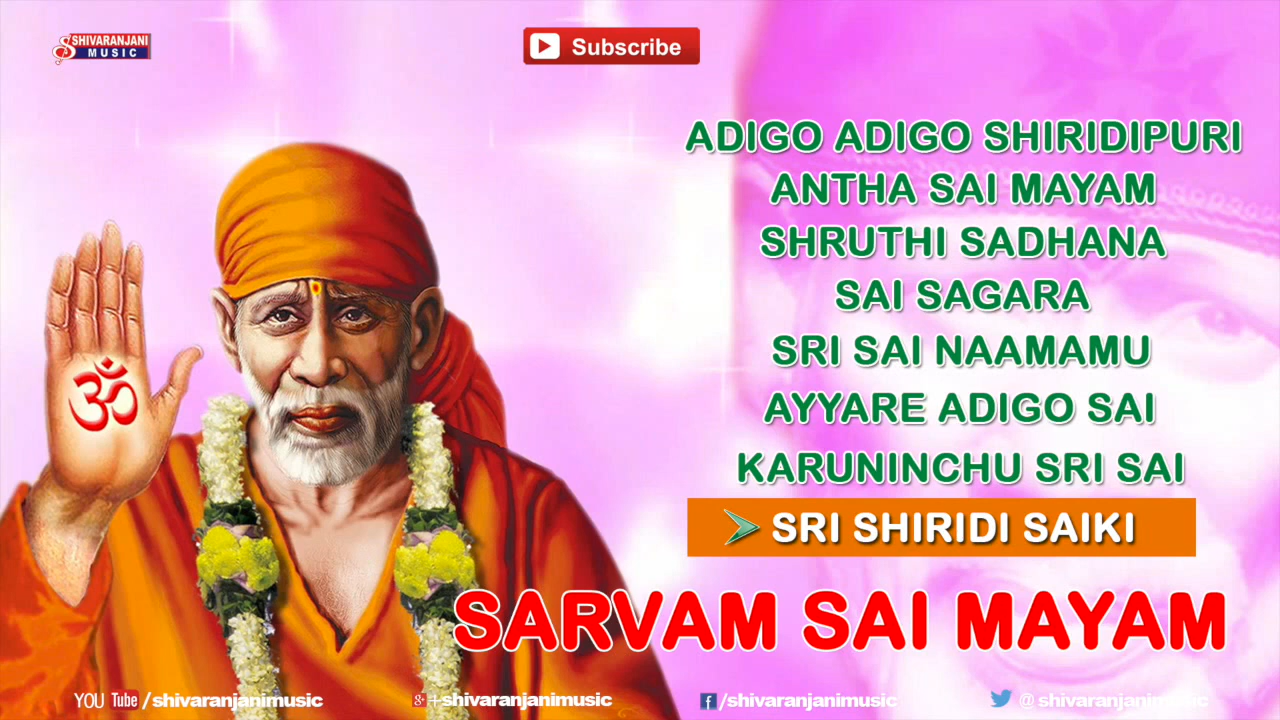 SHIVARANJANI
MUSIC
Subscribe
ADIGO ADIGO SHIRIDIPURI
ANTHA SAI MAYAM
SHRUTHI SADHANA
SAI SAGARA
SRI SAI NAAMAMU
AYYARE ADIGO SAI
KARUNINCHU SRI SAI
SRI SHIRIDI SAIKI
SARVAM SAI MAYAM
ॐ
YOU Tube /shivaranjanimusic
g+ +shivaranjanimusic
f /shivaranjanimusic
@shivaranjanimusic